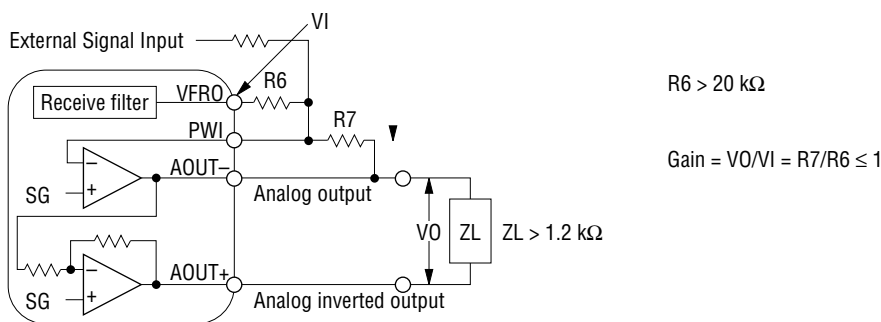 VI
External Signal Input
R6
R6 > 20 kΩ
Receive filter
VFRO
R7
PWI
Gain = VO/VI = R7/R6 ≤ 1
−
AOUT−
SG
+
Analog output
VO
ZL
ZL > 1.2 kΩ
−
AOUT+
SG
+
Analog inverted output